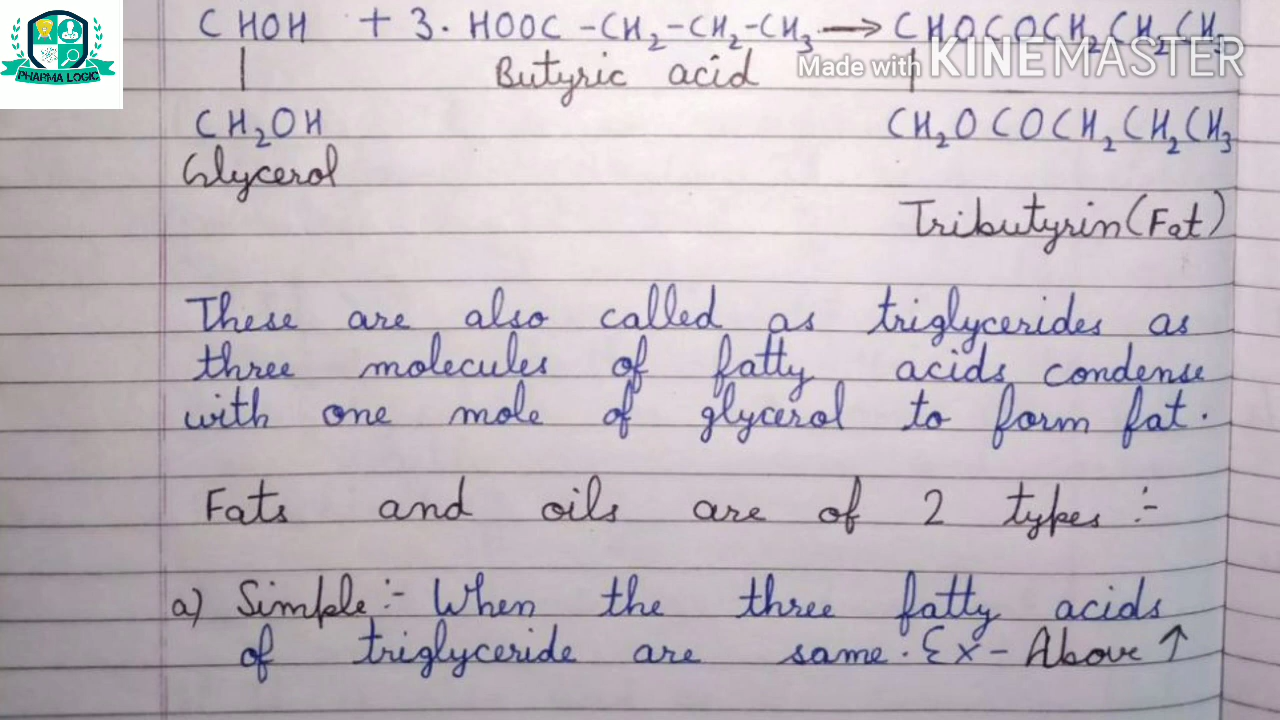 CHOH + 3. HOOC-CH₂-CH₂-CH₃ → CHOCOCH₂CH₂CH₃
Made with KINEMASTER
PHARMA LOGIC
Butyric acid
CH₂OH CH₂OCOCH₂CH₂CH₃
Glycerol
Tributyrin (Fat)
These are also called as triglycerides as
three molecules of fatty acids condense
with one mole of glycerol to form fat.
Fats and oils are of 2 types :-
a) Simple :- When the three fatty acids
of triglyceride are same. Ex - Above ↑